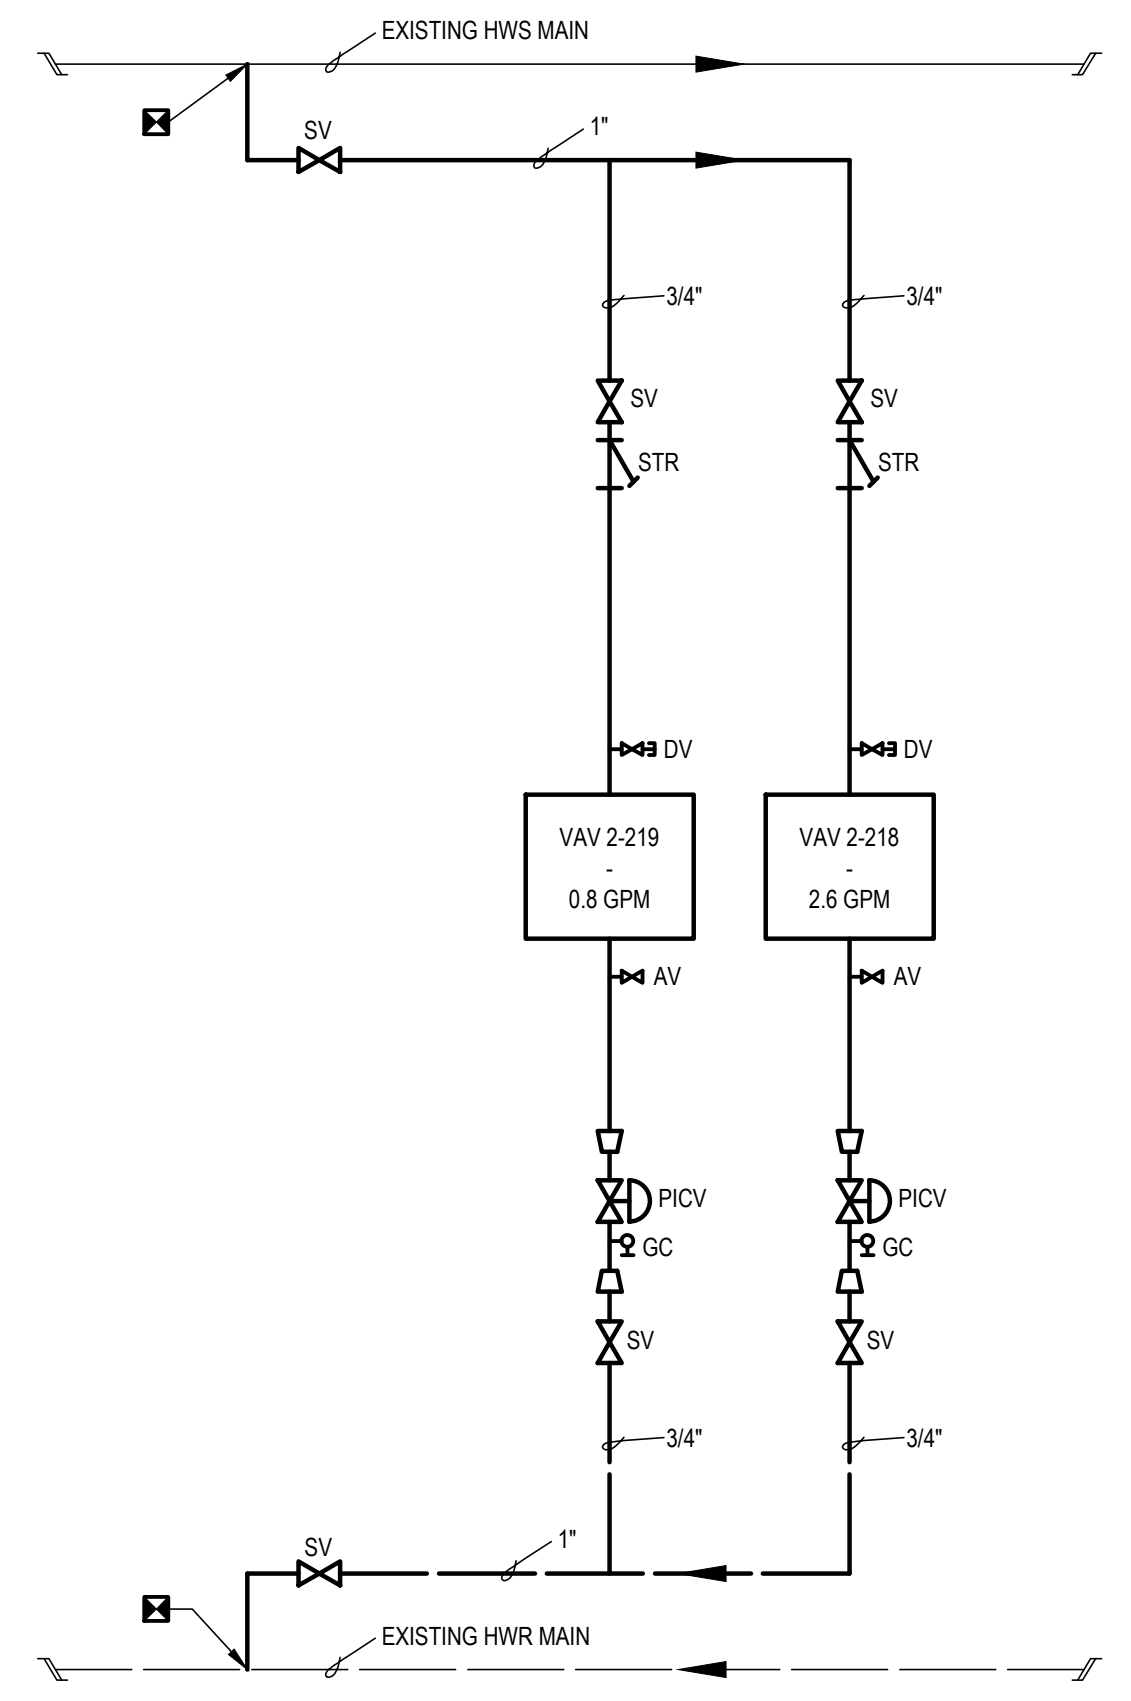 EXISTING HWS MAIN
SV
1"
3/4"
3/4"
SV
SV
STR
STR
DV
DV
VAV 2-219
-
0.8 GPM
VAV 2-218
-
2.6 GPM
AV
AV
PICV
PICV
GC
GC
SV
SV
3/4"
3/4"
SV
1"
EXISTING HWR MAIN